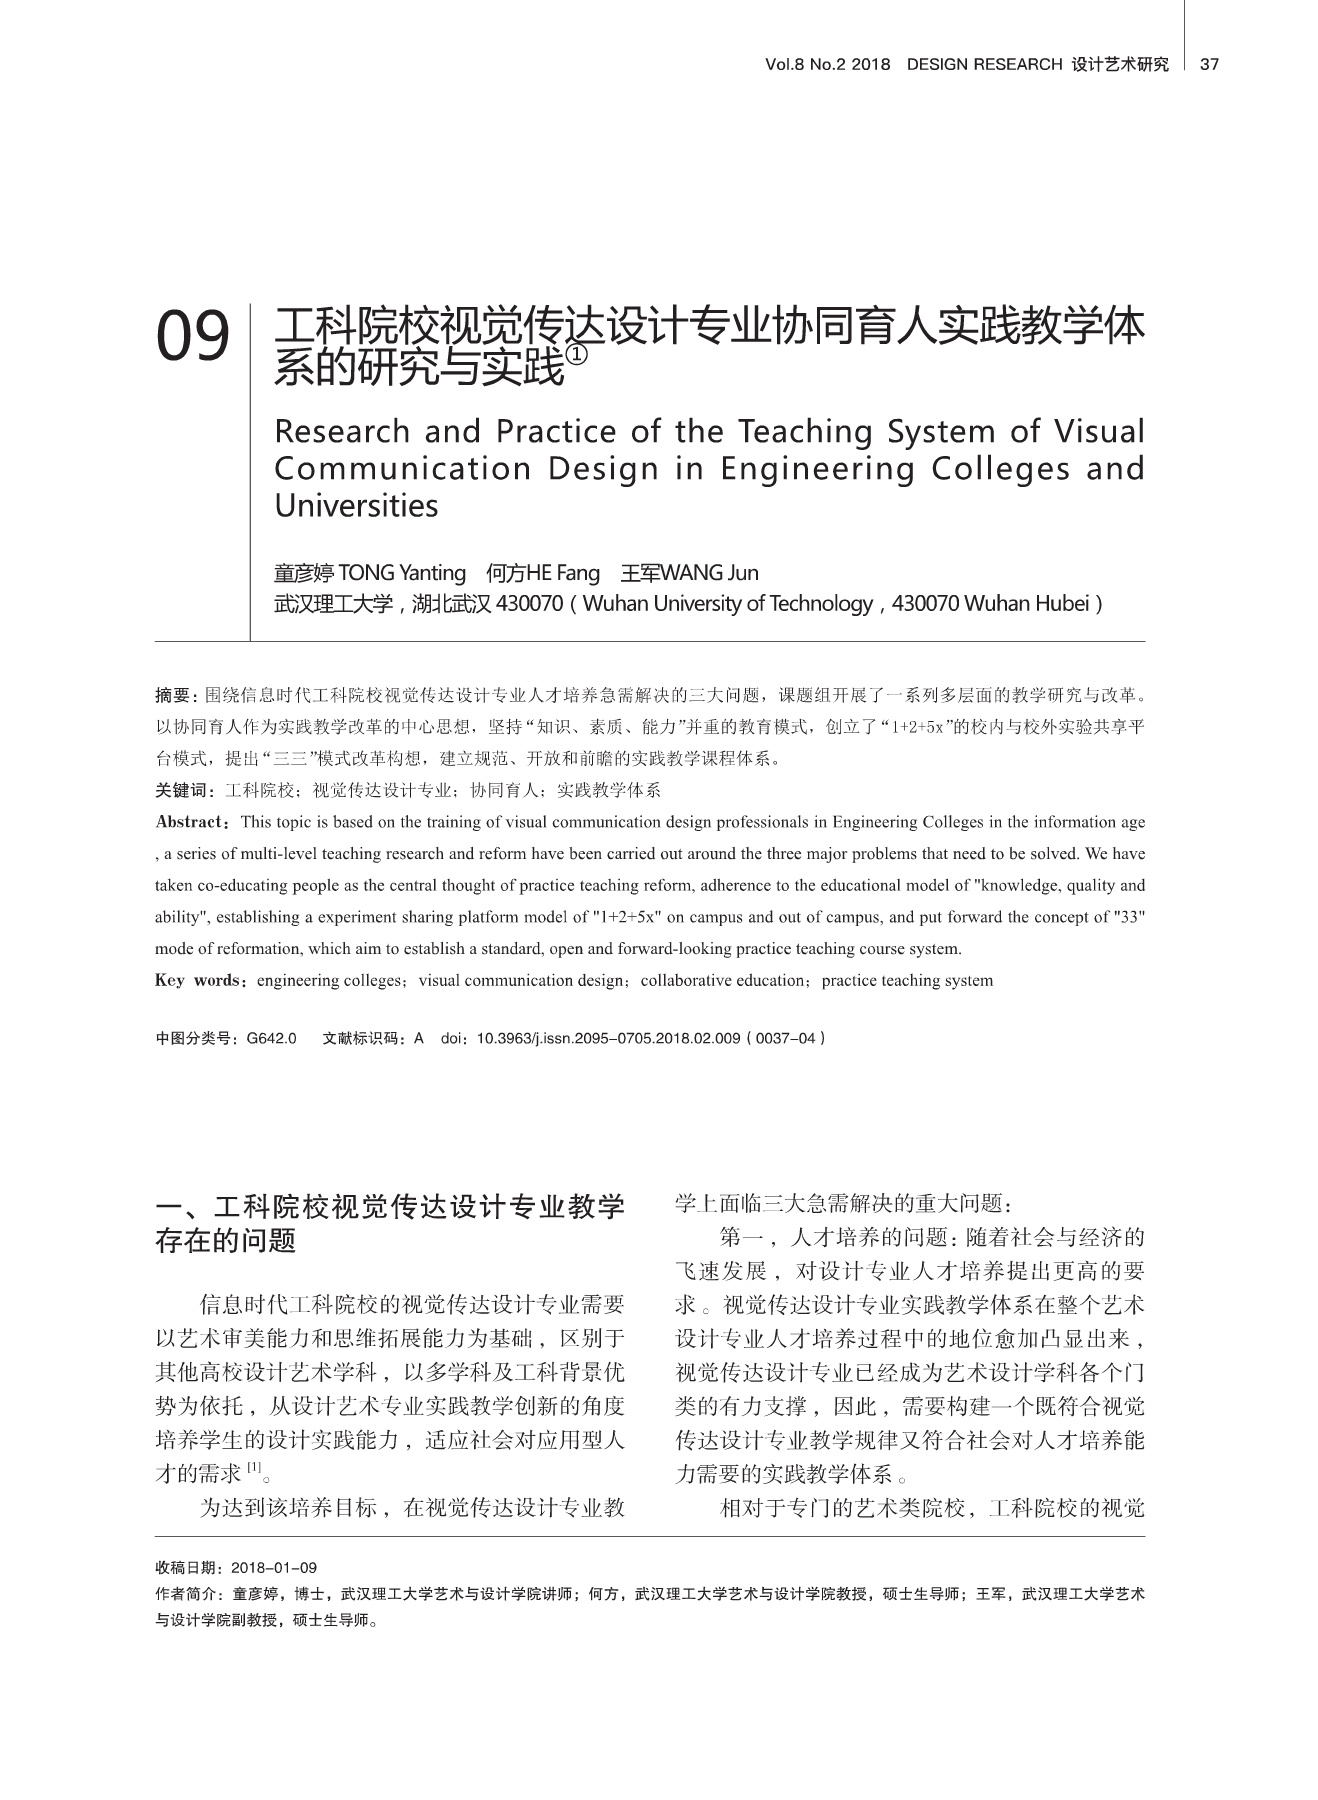 Vol.8 No.2 2018 DESIGN RESEARCH 设计艺术研究 37
09
工科院校视觉传达设计专业协同育人实践教学体
系的研究与实践①
Research and Practice of the Teaching System of Visual
Communication Design in Engineering Colleges and
Universities
童彦婷 TONG Yanting 何方HE Fang 王军WANG Jun
武汉理工大学，湖北武汉 430070（Wuhan University of Technology，430070 Wuhan Hubei）
摘要：围绕信息时代工科院校视觉传达设计专业人才培养急需解决的三大问题，课题组开展了一系列多层面的教学研究与改革。
以协同育人作为实践教学改革的中心思想，坚持“知识、素质、能力”并重的教育模式，创立了“1+2+5x”的校内与校外实验共享平
台模式，提出“三三”模式改革构想，建立规范、开放和前瞻的实践教学课程体系。
关键词：工科院校；视觉传达设计专业；协同育人；实践教学体系
Abstract：This topic is based on the training of visual communication design professionals in Engineering Colleges in the information age
, a series of multi-level teaching research and reform have been carried out around the three major problems that need to be solved. We have
taken co-educating people as the central thought of practice teaching reform, adherence to the educational model of "knowledge, quality and
ability", establishing a experiment sharing platform model of "1+2+5x" on campus and out of campus, and put forward the concept of "33"
mode of reformation, which aim to establish a standard, open and forward-looking practice teaching course system.
Key words：engineering colleges；visual communication design；collaborative education；practice teaching system
中图分类号：G642.0 文献标识码：A doi：10.3963/j.issn.2095-0705.2018.02.009（0037-04）
一、工科院校视觉传达设计专业教学
存在的问题
信息时代工科院校的视觉传达设计专业需要
以艺术审美能力和思维拓展能力为基础，区别于
其他高校设计艺术学科，以多学科及工科背景优
势为依托，从设计艺术专业实践教学创新的角度
培养学生的设计实践能力，适应社会对应用型人
才的需求[1]。
为达到该培养目标，在视觉传达设计专业教
学上面临三大急需解决的重大问题：
第一，人才培养的问题：随着社会与经济的
飞速发展，对设计专业人才培养提出更高的要
求。视觉传达设计专业实践教学体系在整个艺术
设计专业人才培养过程中的地位愈加凸显出来，
视觉传达设计专业已经成为艺术设计学科各个门
类的有力支撑，因此，需要构建一个既符合视觉
传达设计专业教学规律又符合社会对人才培养能
力需要的实践教学体系。
相对于专门的艺术类院校，工科院校的视觉
收稿日期：2018-01-09
作者简介：童彦婷，博士，武汉理工大学艺术与设计学院讲师；何方，武汉理工大学艺术与设计学院教授，硕士生导师；王军，武汉理工大学艺术
与设计学院副教授，硕士生导师。